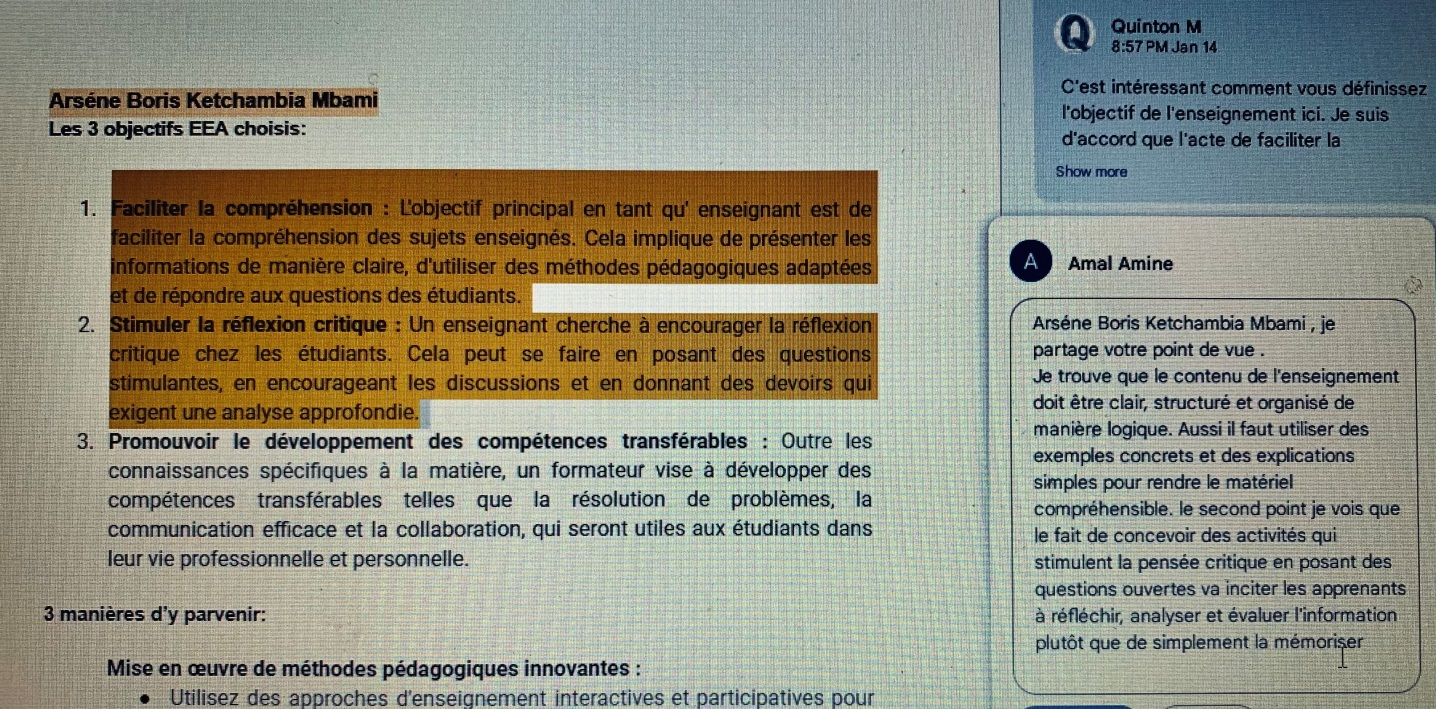 Arséne Boris Ketchambia Mbami
Les 3 objectifs EEA choisis:
1. Faciliter la compréhension : L'objectif principal en tant qu' enseignant est de
faciliter la compréhension des sujets enseignés. Cela implique de présenter les
informations de manière claire, d'utiliser des méthodes pédagogiques adaptées
et de répondre aux questions des étudiants.
2. Stimuler la réflexion critique : Un enseignant cherche à encourager la réflexion
critique chez les étudiants. Cela peut se faire en posant des questions
stimulantes, en encourageant les discussions et en donnant des devoirs qui
exigent une analyse approfondie.
3. Promouvoir le développement des compétences transférables : Outre les
connaissances spécifiques à la matière, un formateur vise à développer des
compétences transférables telles que la résolution de problèmes, la
communication efficace et la collaboration, qui seront utiles aux étudiants dans
leur vie professionnelle et personnelle.
3 manières d'y parvenir:
Mise en œuvre de méthodes pédagogiques innovantes :
• Utilisez des approches d'enseignement interactives et participatives pour
Q
Quinton M
8:57 PM Jan 14
C'est intéressant comment vous définissez
l'objectif de l'enseignement ici. Je suis
d'accord que l'acte de faciliter la
Show more
A
Amal Amine
Arséne Boris Ketchambia Mbami , je
partage votre point de vue .
Je trouve que le contenu de l'enseignement
doit être clair, structuré et organisé de
manière logique. Aussi il faut utiliser des
exemples concrets et des explications
simples pour rendre le matériel
compréhensible. le second point je vois que
le fait de concevoir des activités qui
stimulent la pensée critique en posant des
questions ouvertes va inciter les apprenants
à réfléchir, analyser et évaluer l'information
plutôt que de simplement la mémoriser